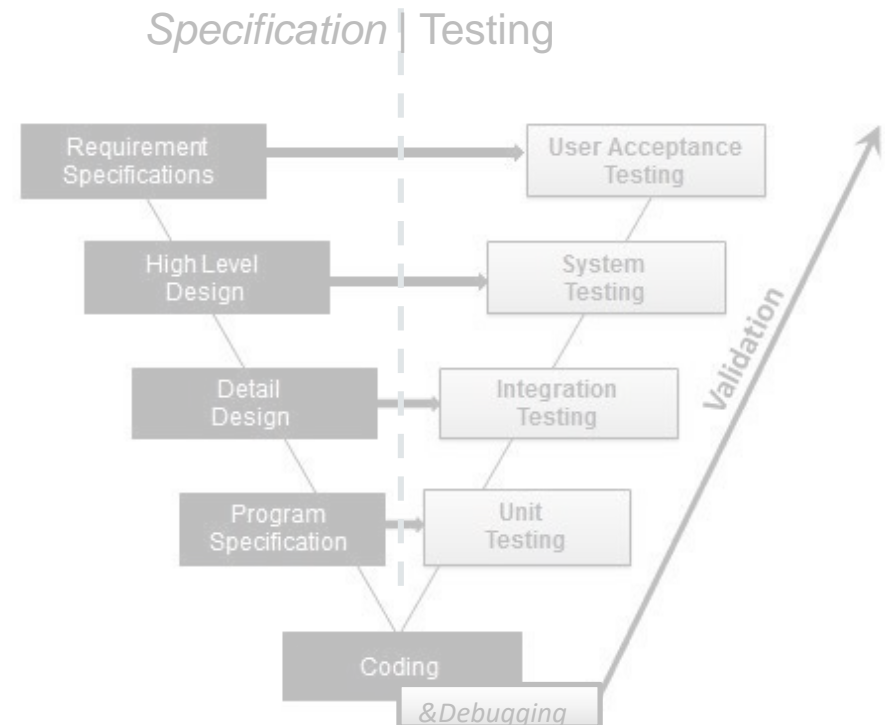 Specification | Testing
Requirement
Specifications
User Acceptance
Testing
High Level
Design
System
Testing
Detail
Design
Integration
Testing
Validation
Program
Specification
Unit
Testing
Coding
&Debugging